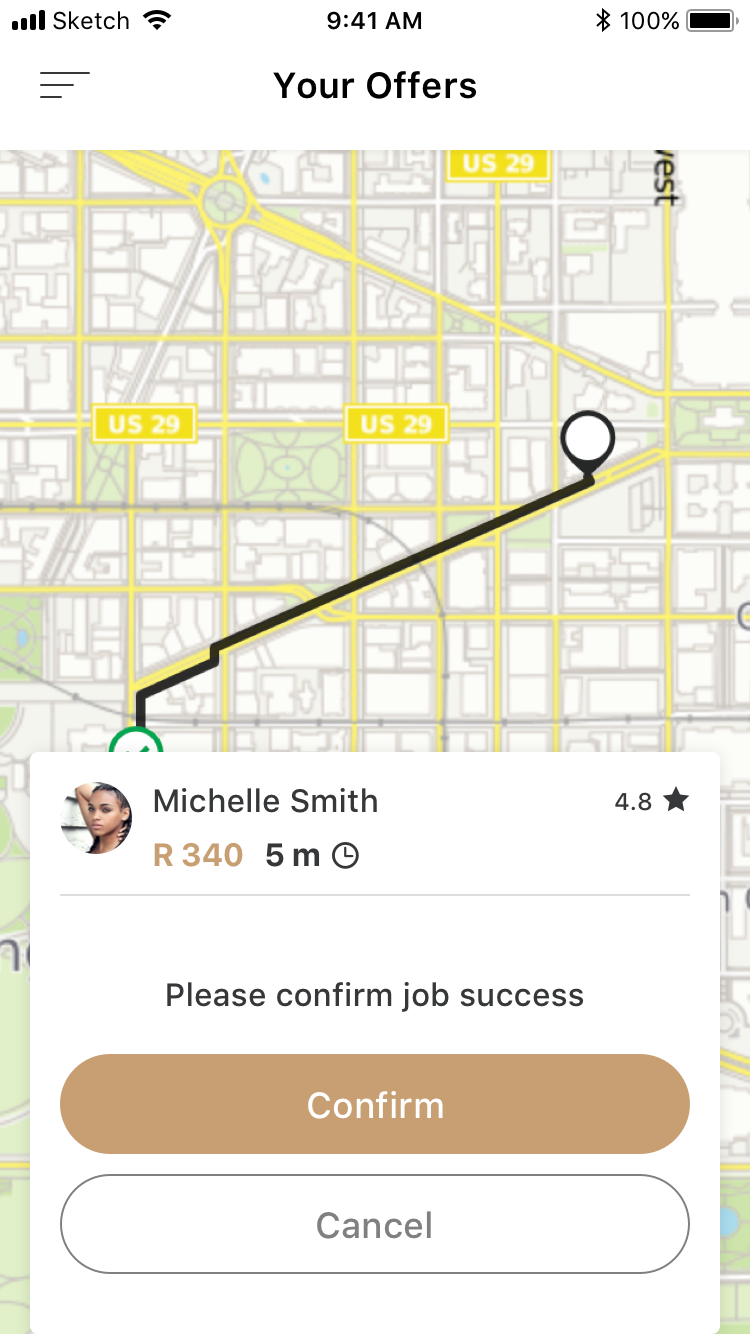 Sketch 9:41 AM 100%
Your Offers
US 29
west
US 29 US 29
Michelle Smith 4.8
R 340 5 m
Please confirm job success
Confirm
Cancel